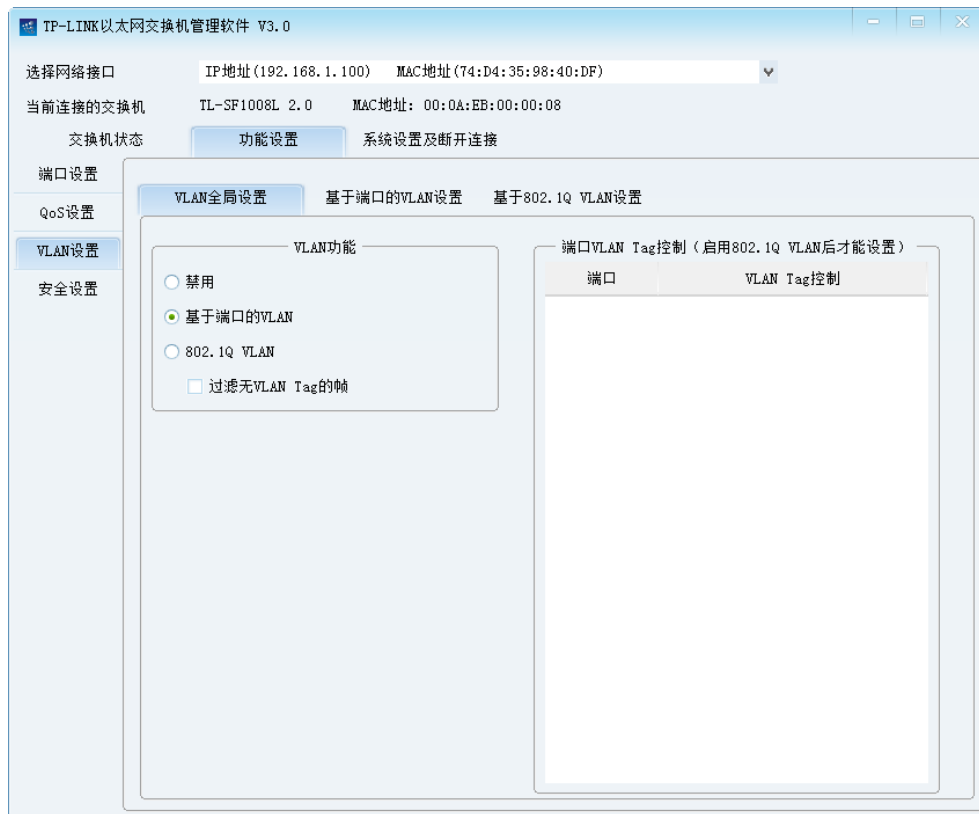 TP-LINK以太网交换机管理软件 V3.0
选择网络接口 IP地址(192.168.1.100) MAC地址(74:D4:35:98:40:DF)
当前连接的交换机 TL-SF1008L 2.0 MAC地址: 00:0A:EB:00:00:08
交换机状态 功能设置 系统设置及断开连接
端口设置
VLAN全局设置 基于端口的VLAN设置 基于802.1Q VLAN设置
QoS设置
VLAN设置
安全设置
VLAN功能
禁用
基于端口的VLAN
802.1Q VLAN
过滤无VLAN Tag的帧
端口VLAN Tag控制(启用802.1Q VLAN后才能设置)
端口 VLAN Tag控制